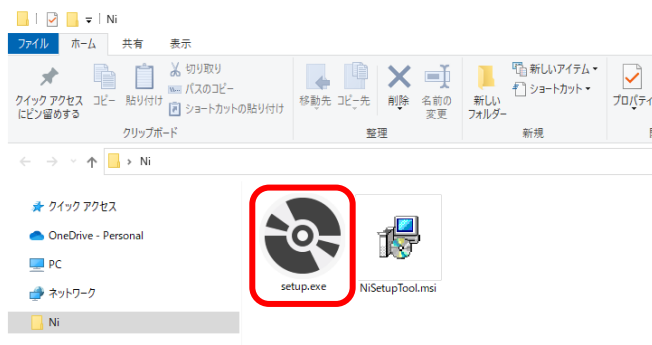 Ni
ファイル ホーム 共有 表示
クイック アクセス
にピン留めする
コピー
貼り付け
切り取り
パスのコピー
ショートカットの貼り付け
クリップボード
移動先
コピー先
削除
名前の
変更
整理
新しい
フォルダー
新しいアイテム
ショートカット
新規
プロパティ
Ni
クイック アクセス
OneDrive - Personal
PC
ネットワーク
Ni
setup.exe
NiSetupTool.msi